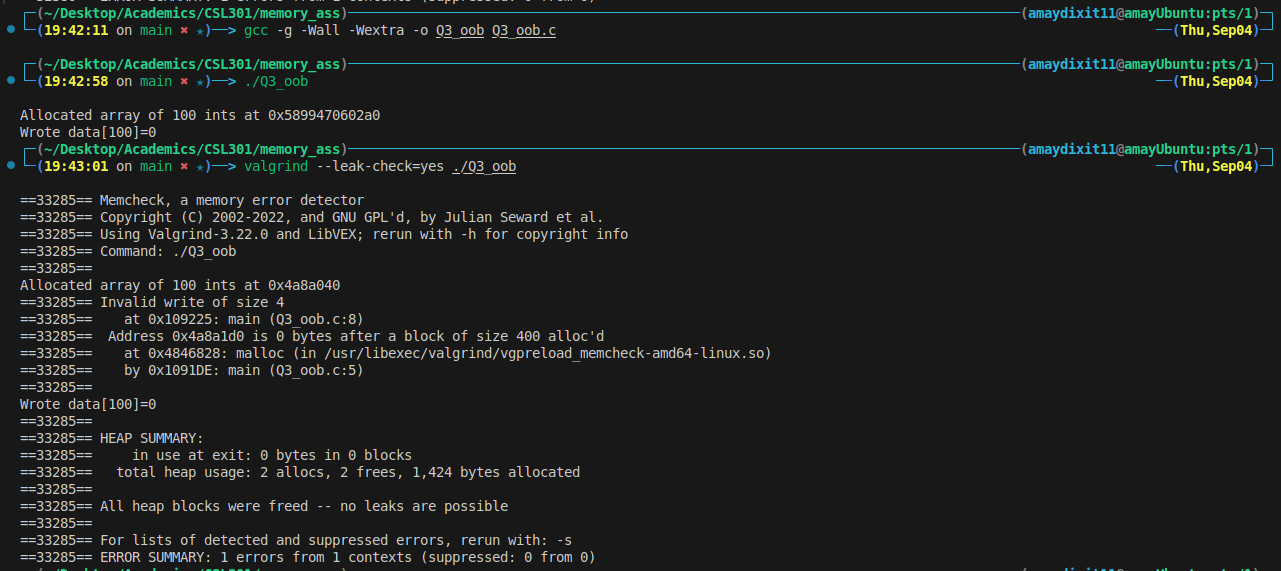 (~/Desktop/Academics/CSL301/memory_ass) (amaydixit11@amayUbuntu:pts/1)
(19:42:11 on main ✖ ✭)──> gcc -g -Wall -Wextra -o Q3_oob Q3_oob.c (Thu,Sep04)
(~/Desktop/Academics/CSL301/memory_ass) (amaydixit11@amayUbuntu:pts/1)
(19:42:58 on main ✖ ✭)──> ./Q3_oob (Thu,Sep04)
Allocated array of 100 ints at 0x5899470602a0
Wrote data[100]=0
(~/Desktop/Academics/CSL301/memory_ass) (amaydixit11@amayUbuntu:pts/1)
(19:43:01 on main ✖ ✭)──> valgrind --leak-check=yes ./Q3_oob (Thu,Sep04)
==33285== Memcheck, a memory error detector
==33285== Copyright (C) 2002-2022, and GNU GPL'd, by Julian Seward et al.
==33285== Using Valgrind-3.22.0 and LibVEX; rerun with -h for copyright info
==33285== Command: ./Q3_oob
==33285==
Allocated array of 100 ints at 0x4a8a040
==33285== Invalid write of size 4
==33285==    at 0x109225: main (Q3_oob.c:8)
==33285==  Address 0x4a8a1d0 is 0 bytes after a block of size 400 alloc'd
==33285==    at 0x4846828: malloc (in /usr/libexec/valgrind/vgpreload_memcheck-amd64-linux.so)
==33285==    by 0x1091DE: main (Q3_oob.c:5)
==33285==
Wrote data[100]=0
==33285==
==33285== HEAP SUMMARY:
==33285==     in use at exit: 0 bytes in 0 blocks
==33285==   total heap usage: 2 allocs, 2 frees, 1,424 bytes allocated
==33285==
==33285== All heap blocks were freed -- no leaks are possible
==33285==
==33285== For lists of detected and suppressed errors, rerun with: -s
==33285== ERROR SUMMARY: 1 errors from 1 contexts (suppressed: 0 from 0)